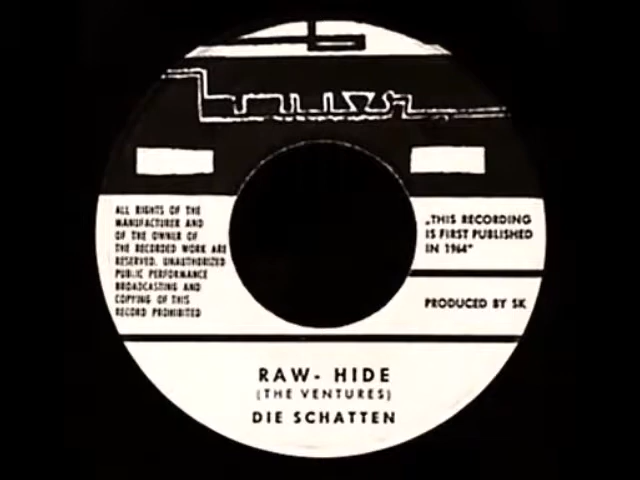 ALL RIGHTS OF THE
MANUFACTURER AND
OF THE OWNER OF
THE RECORDED WORK ARE
RESERVED. UNAUTHORIZED
PUBLIC PERFORMANCE
BROADCASTING AND
COPYING OF THIS
RECORD PROHIBITED
„THIS RECORDING
IS FIRST PUBLISHED
IN 1964"
PRODUCED BY SK
RAW- HIDE
(THE VENTURES)
DIE SCHATTEN